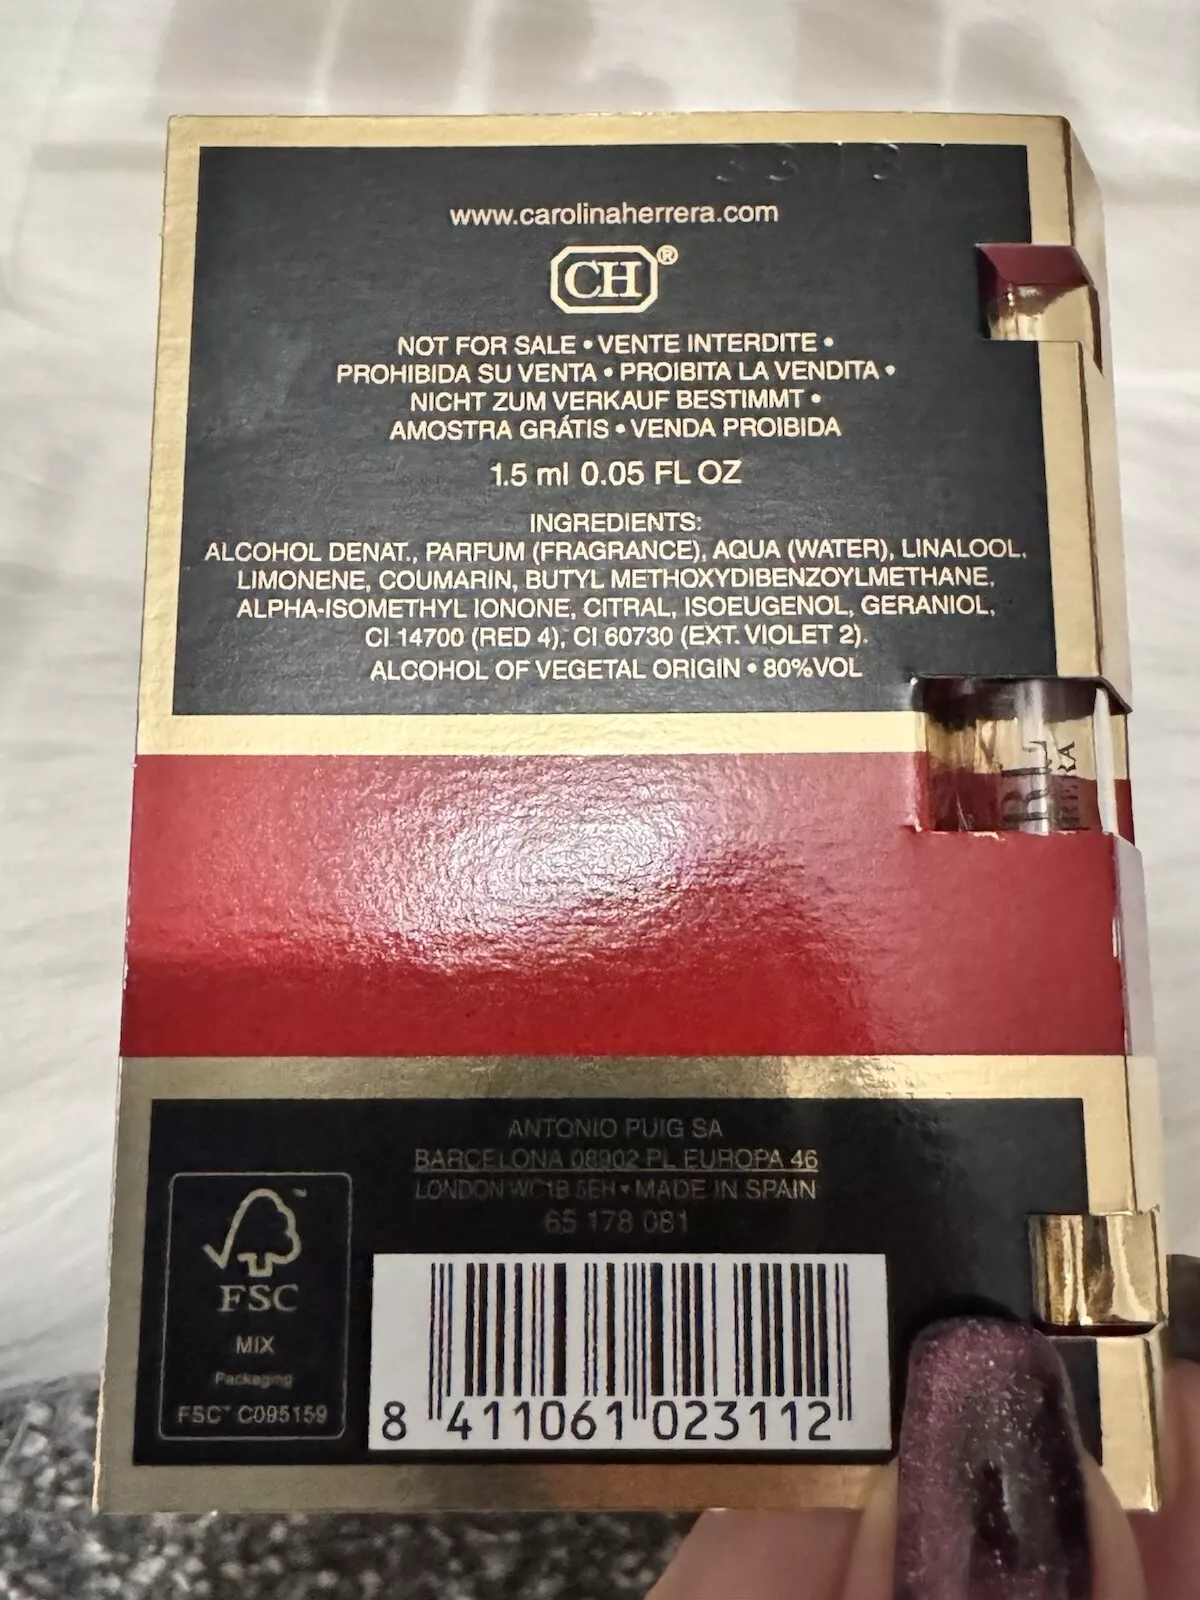 www.carolinaherrera.com
CH®
NOT FOR SALE • VENTE INTERDITE •
PROHIBIDA SU VENTA • PROIBITA LA VENDITA •
NICHT ZUM VERKAUF BESTIMMT •
AMOSTRA GRÁTIS • VENDA PROIBIDA
1.5 ml 0.05 FL OZ
INGREDIENTS:
ALCOHOL DENAT., PARFUM (FRAGRANCE), AQUA (WATER), LINALOOL,
LIMONENE, COUMARIN, BUTYL METHOXYDIBENZOYLMETHANE,
ALPHA-ISOMETHYL IONONE, CITRAL, ISOEUGENOL, GERANIOL,
CI 14700 (RED 4), CI 60730 (EXT. VIOLET 2).
ALCOHOL OF VEGETAL ORIGIN • 80%VOL
ANTONIO PUIG SA
BARCELONA 08902 PL EUROPA 46
LONDON WC1B 5EH • MADE IN SPAIN
65 178 081
FSC
MIX
Packaging
FSC™ C095159
8 411061 023112